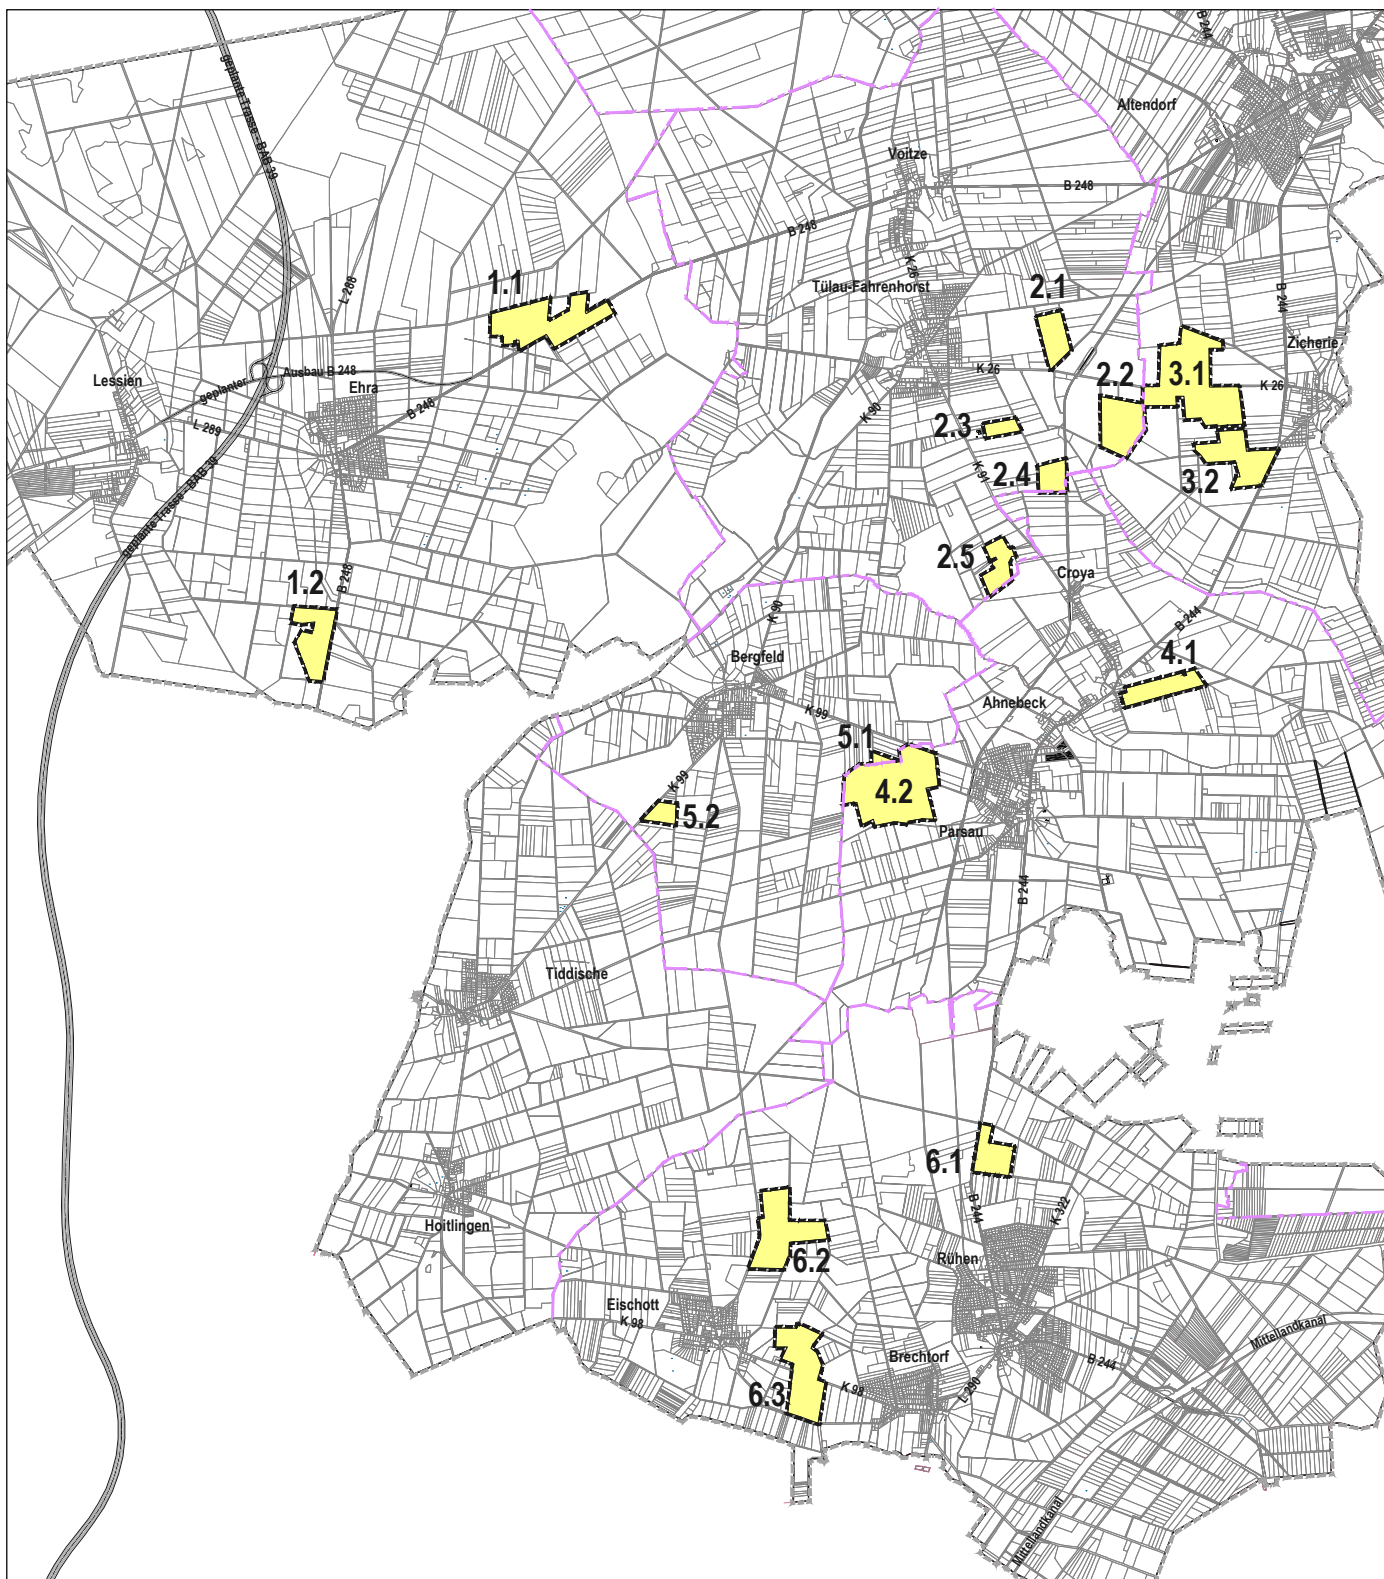 B 244
geplante Trasse - BAB 39
Altendorf
Voitze
B 248
B 248
K 26
L 288
1.1
Tülau-Fahrenhorst
2.1
B 244
Zicherie
Lessien
geplanter
Ausbau B 248
Ehra
K 26
2.2
3.1
K 26
B 248
K 90
L 289
2.3
K 91
2.4
3.2
geplante Trasse - BAB 39
2.5
Croya
1.2
B 248
K 90
B 244
Bergfeld
4.1
K 99
Ahnebeck
5.1
K 99
4.2
5.2
Parsau
B 244
Tiddische
6.1
B 244
K 322
Hoitlingen
6.2
Rühen
Eischott
K 98
Mittellandkanal
Brechtorf
B 244
6.3
K 98
L 290
Mittellandkanal